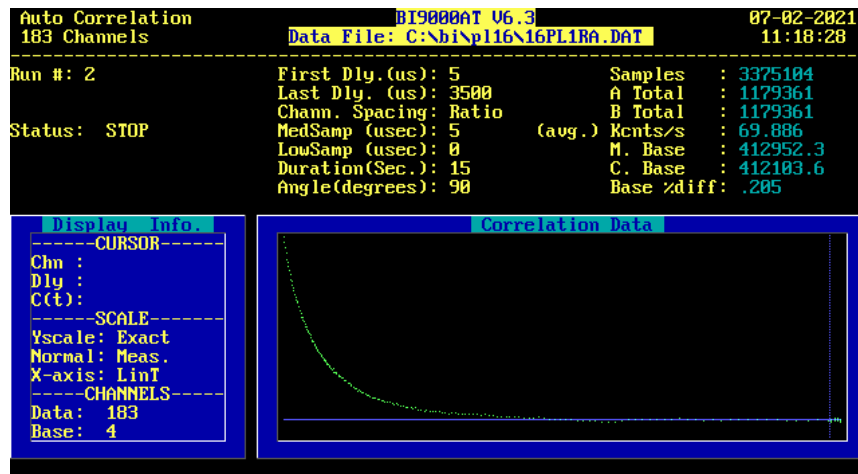 Auto Correlation BI9000AT V6.3 07-02-2021
183 Channels Data File: C:\bi\pl16\16PL1RA.DAT 11:18:28
Run #: 2 First Dly.(us): 5 Samples : 3375104
Last Dly. (us): 3500 A Total : 1179361
Chann. Spacing: Ratio B Total : 1179361
Status: STOP MedSamp (usec): 5 (avg.) Kcnts/s : 69.886
LowSamp (usec): 0 M. Base : 412952.3
Duration(Sec.): 15 C. Base : 412103.6
Angle(degrees): 90 Base %diff: .205
Display Info. Correlation Data
CURSOR
Chn :
Dly :
C(t):
SCALE
Yscale: Exact
Normal: Meas.
X-axis: LinT
CHANNELS
Data: 183
Base: 4